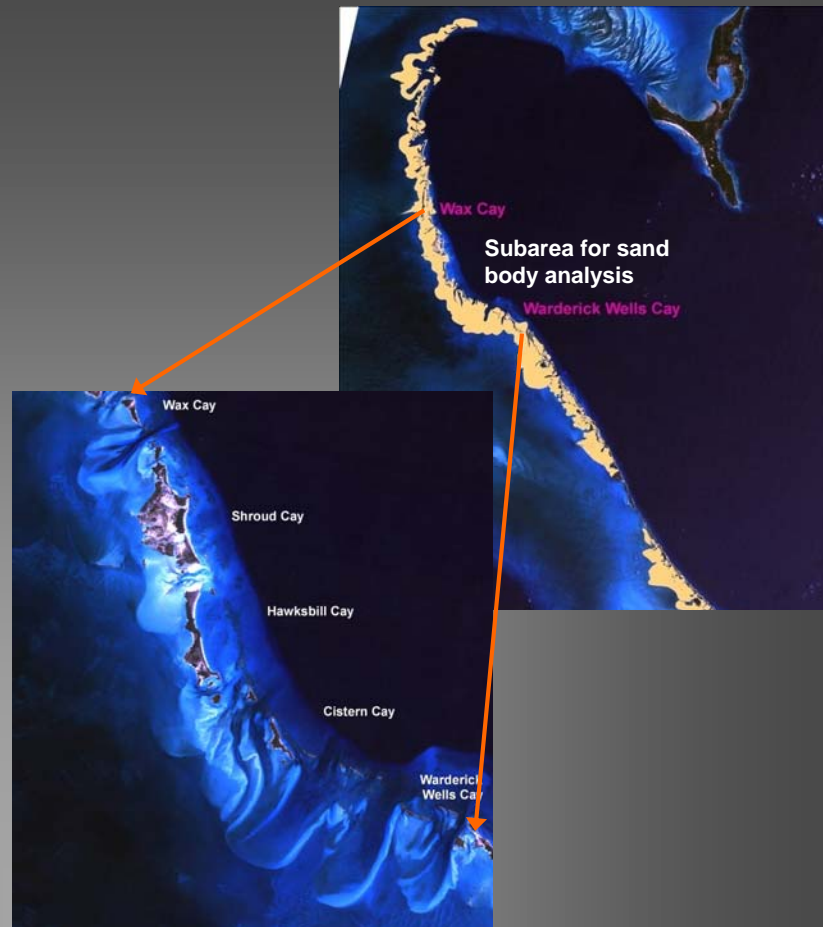 Wax Cay
Subarea for sand
body analysis
Warderick Wells Cay
Wax Cay
Shroud Cay
Hawksbill Cay
Cistern Cay
Warderick
Wells Cay